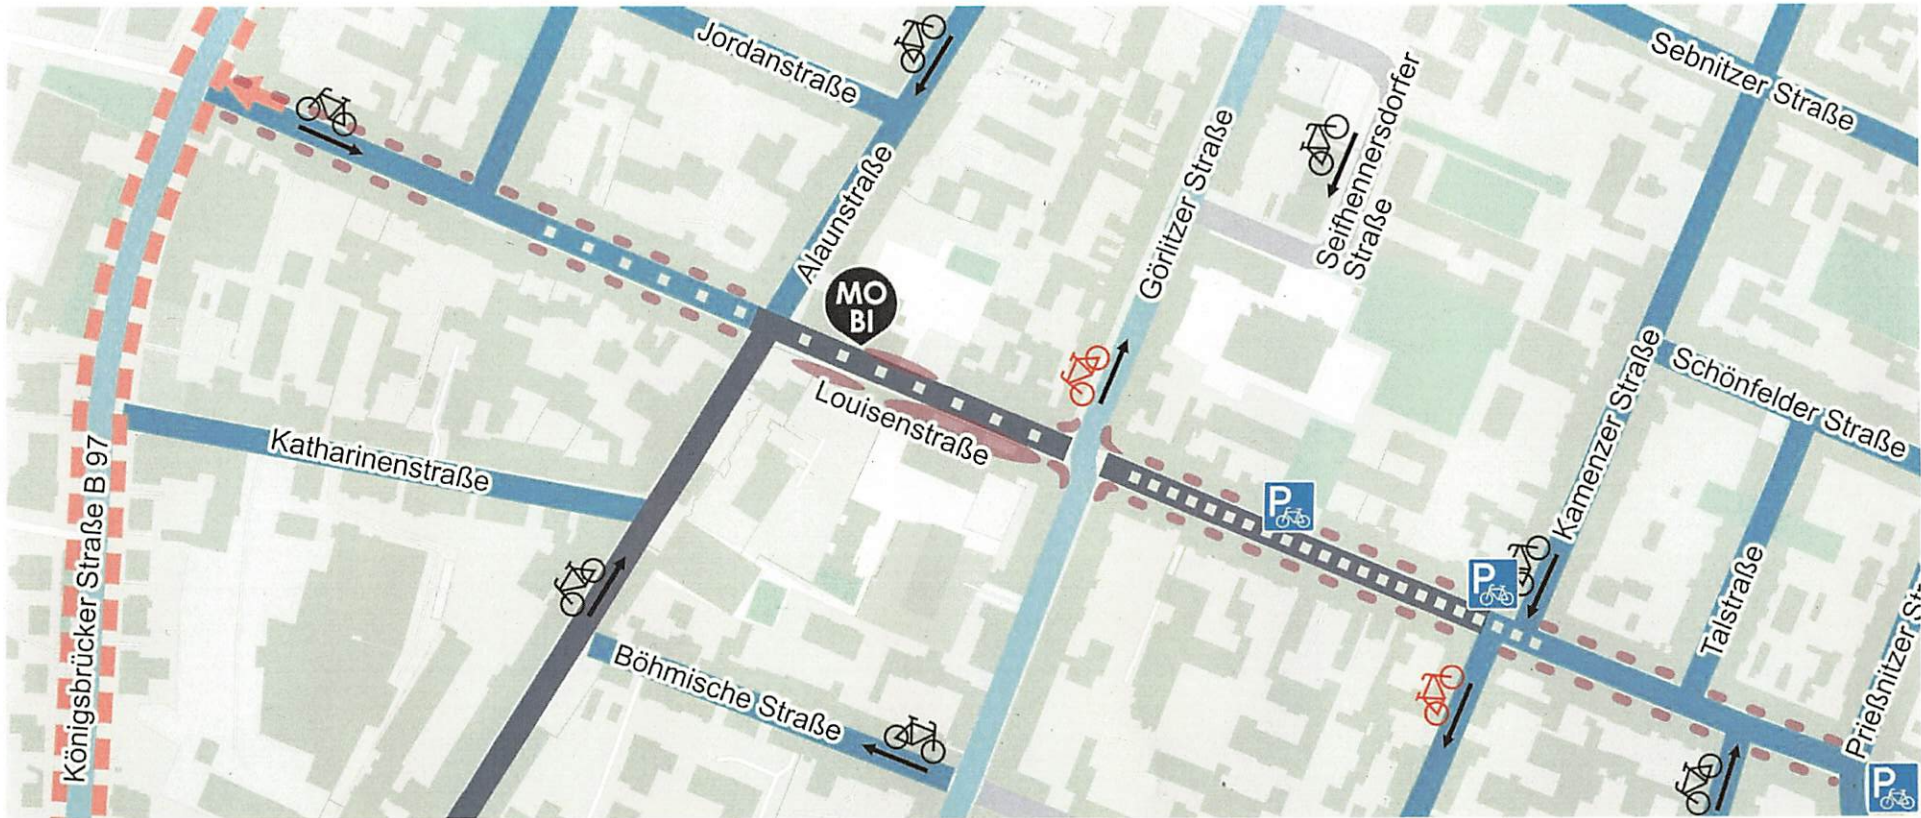 Jordanstraße
Sebnitzer Straße
Alaunstraße
Görlitzer Straße
Seifhennersdorfer
Straße
MO
BI
Louisenstraße
Schönfelder Straße
Kamenzer Straße
Katharinenstraße
Königsbrücker Straße B 97
P
P
Talstraße
Böhmische Straße
Prießnitzer Str
P